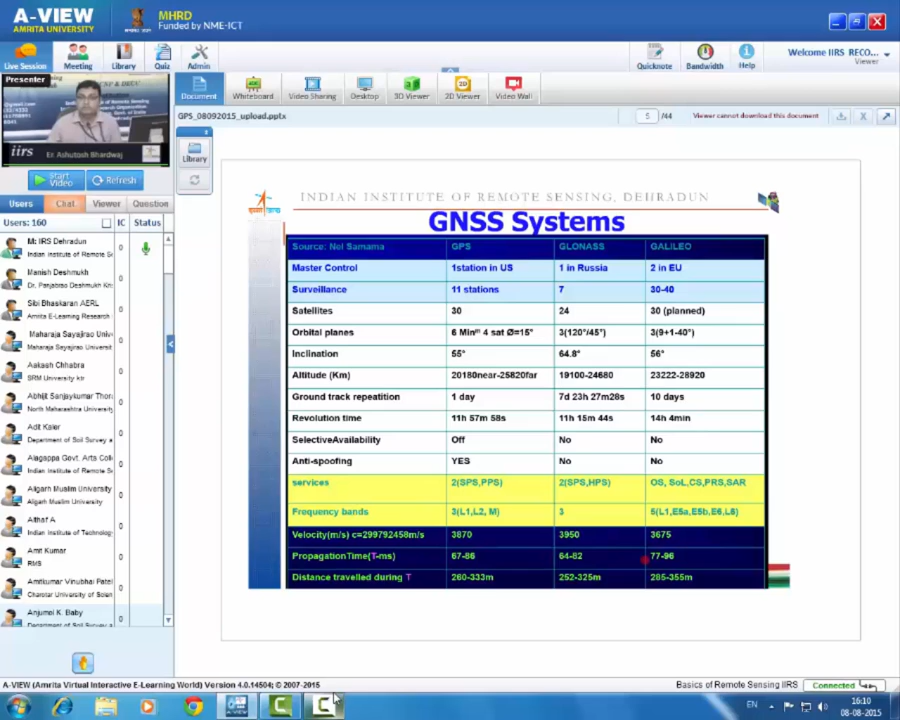 A-VIEW
AMRITA UNIVERSITY
MHRD
Funded by NME-ICT
Live Session
Meeting
Library
Quiz
Admin
Quicknote
Bandwidth
Help
Welcome IIRS RECO...
Viewer
Presenter
iirs Er. Ashutosh Bhardwaj
Start Video
Refresh
Document
Whiteboard
Video Sharing
Desktop
3D Viewer
2D Viewer
Video Wall
GPS_08092015_upload.pptx
5 /44
Viewer cannot download this document
Library
Users
Chat
Viewer
Question
Users: 160
IC
Status
M: IRS Dehradun
Indian Institute of Remote S
Manish Deshmukh
Dr. Panjabrao Deshmukh Kri
Sibi Bhaskaran AERL
Amrita E-Learning Research
Maharaja Sayajirao Univ
Maharaja Sayajirao Universit
Aakash Chhabra
SRM University ktr
Abhijit Sanjaykumar Thor
North Maharashtra University
Department of Soil Survey a
Alagappa Govt. Arts Coll
Indian Institute of Remote S
Aligarh Muslim University
Aligarh Muslim University
Althaf A
Indian Institute of Technolog
Amit Kumar
RMS
Amitkumar Vinubhai Patel
Charotar University of Scien
Anjumol K. Baby
Department of Soil Survey
INDIAN INSTITUTE OF REMOTE SENSING, DEHRADUN
GNSS Systems
Source: Nel Samama GPS GLONASS GALILEO
Master Control 1station in US 1 in Russia 2 in EU
Surveillance 11 stations 7 30-40
Satellites 30 24 30 (planned)
Orbital planes 6 Minᵐ 4 sat Ø=15° 3(120°/45°) 3(9+1-40°)
Inclination 55° 64.8° 56°
Altitude (Km) 20180near-25820far 19100-24680 23222-28920
Ground track repeatition 1 day 7d 23h 27m28s 10 days
Revolution time 11h 57m 58s 11h 15m 44s 14h 4min
SelectiveAvailability Off No No
Anti-spoofing YES No No
services 2(SPS,PPS) 2(SPS,HPS) OS, SoL,CS,PRS,SAR
Frequency bands 3(L1,L2, M) 3 5(L1,E5a,E5b,E6,L6)
Velocity(m/s) c=299792458m/s 3870 3950 3675
PropagationTime(T-ms) 67-86 64-82 77-96
Distance travelled during T 260-333m 252-325m 285-355m
A-VIEW (Amrita Virtual Interactive E-Learning World) Version 4.0.14504; © 2007-2015
Basics of Remote Sensing IIRS
Connected
EN
16:10
08-08-2015